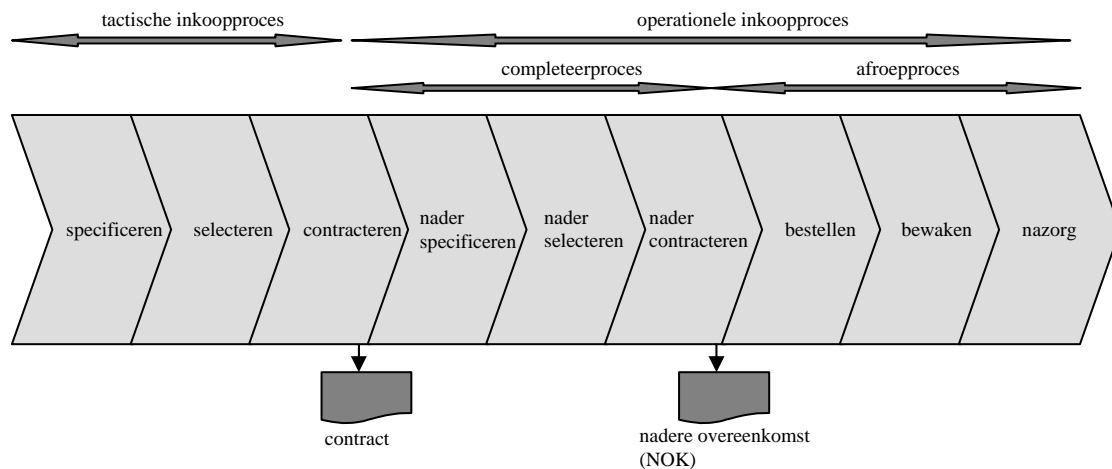 tactische inkoopproces
operationele inkoopproces
completeerproces
afroepproces
specificeren
selecteren
contracteren
nader
specificeren
nader
selecteren
nader
contracteren
bestellen
bewaken
nazorg
contract
nadere overeenkomst
(NOK)